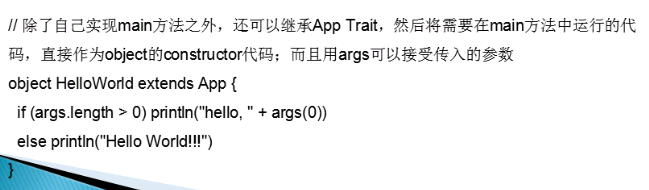 // 除了自己实现main方法之外，还可以继承App Trait，然后将需要在main方法中运行的代
码，直接作为object的constructor代码；而且用args可以接受传入的参数
object HelloWorld extends App {
  if (args.length > 0) println("hello, " + args(0))
  else println("Hello World!!!")
}